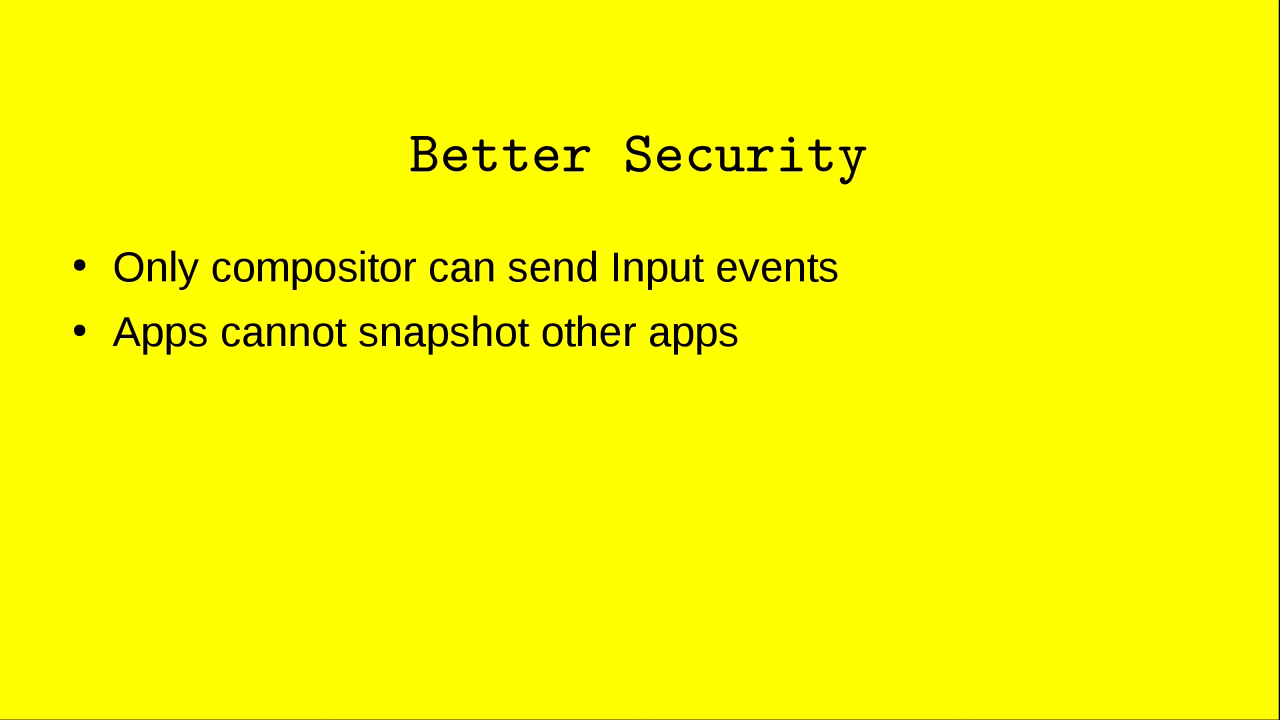 Better Security
• Only compositor can send Input events
• Apps cannot snapshot other apps